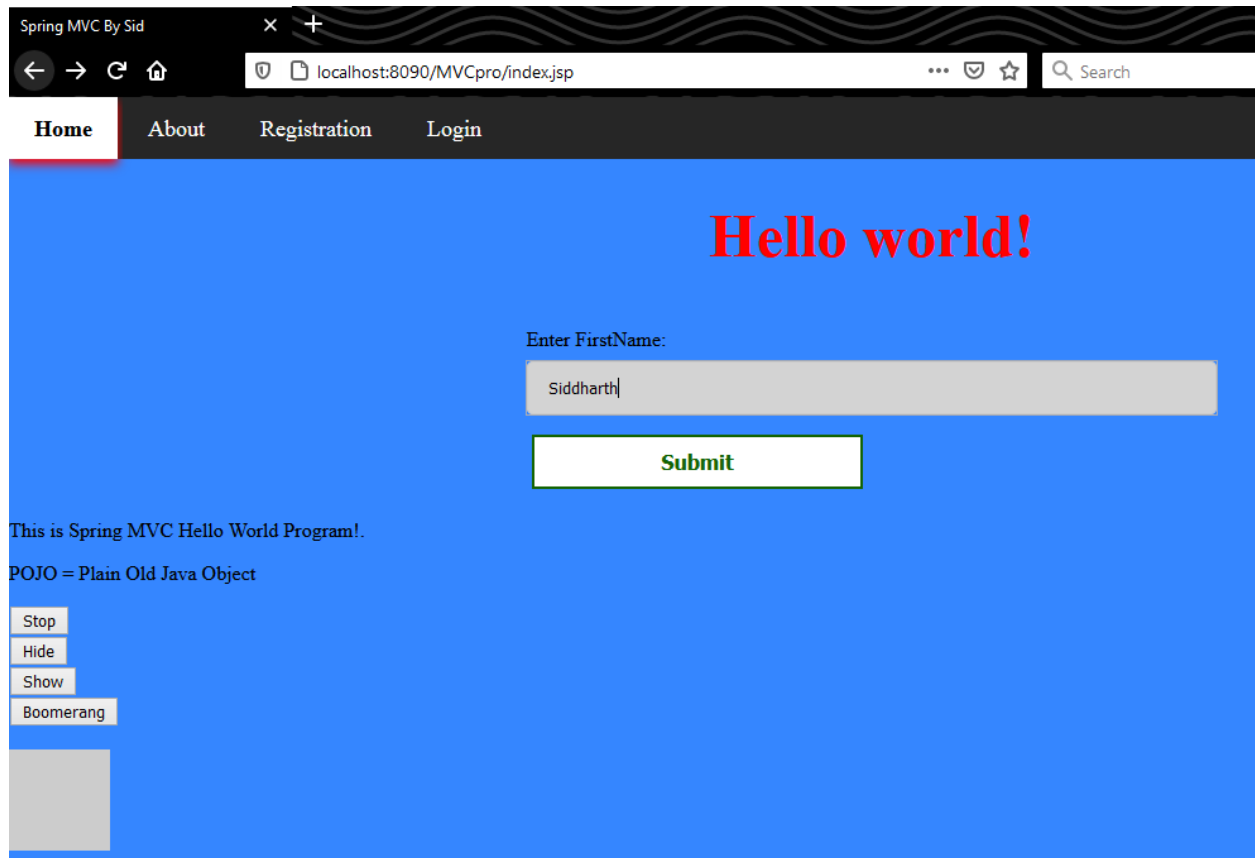 Spring MVC By Sid
localhost:8090/MVCpro/index.jsp
Search
Home About Registration Login
Hello world!
Enter FirstName:
Siddharth
Submit
This is Spring MVC Hello World Program!.
POJO = Plain Old Java Object
Stop
Hide
Show
Boomerang